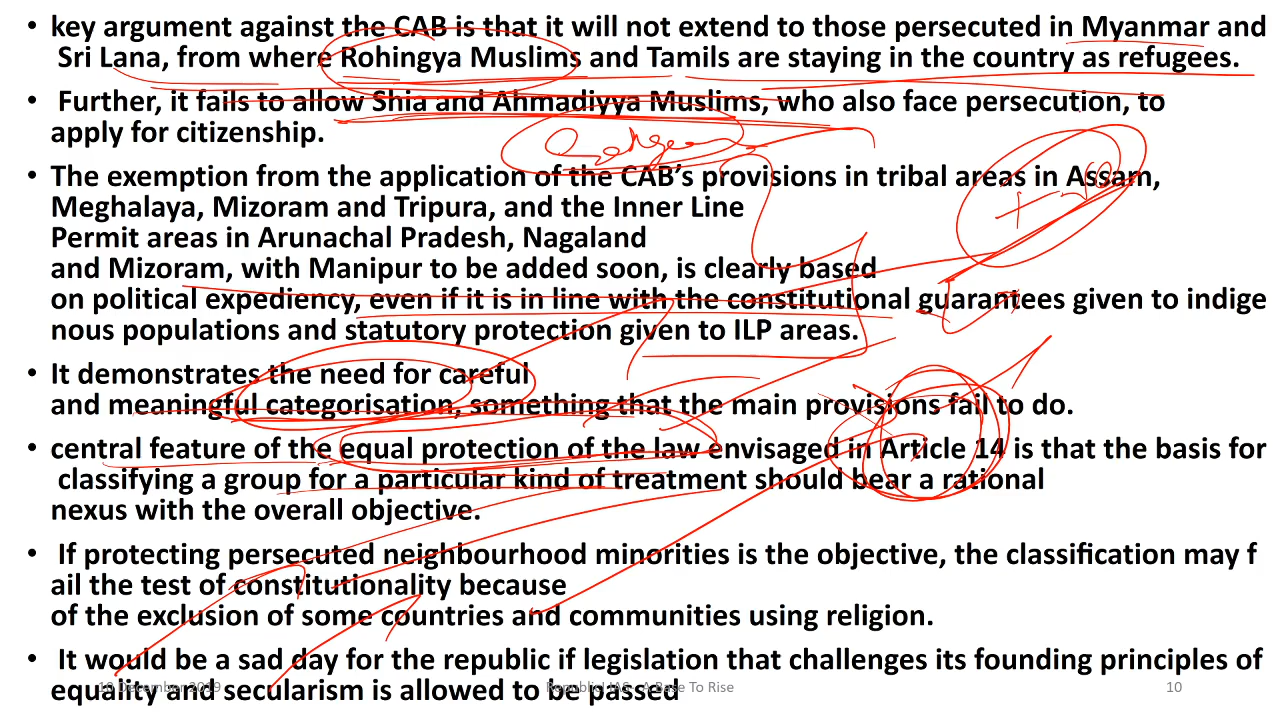 • key argument against the CAB is that it will not extend to those persecuted in Myanmar and
Sri Lana, from where Rohingya Muslims and Tamils are staying in the country as refugees.
• Further, it fails to allow Shia and Ahmadiyya Muslims, who also face persecution, to
apply for citizenship.
• The exemption from the application of the CAB's provisions in tribal areas in Assam,
Meghalaya, Mizoram and Tripura, and the Inner Line
Permit areas in Arunachal Pradesh, Nagaland
and Mizoram, with Manipur to be added soon, is clearly based
on political expediency, even if it is in line with the constitutional guarantees given to indige
nous populations and statutory protection given to ILP areas.
• It demonstrates the need for careful
and meaningful categorisation, something that the main provisions fail to do.
• central feature of the equal protection of the law envisaged in Article 14 is that the basis for
classifying a group for a particular kind of treatment should bear a rational
nexus with the overall objective.
• If protecting persecuted neighbourhood minorities is the objective, the classification may f
ail the test of constitutionality because
of the exclusion of some countries and communities using religion.
• It would be a sad day for the republic if legislation that challenges its founding principles of
equality and secularism is allowed to be passed
10 December 2019
A Base To Rise
10